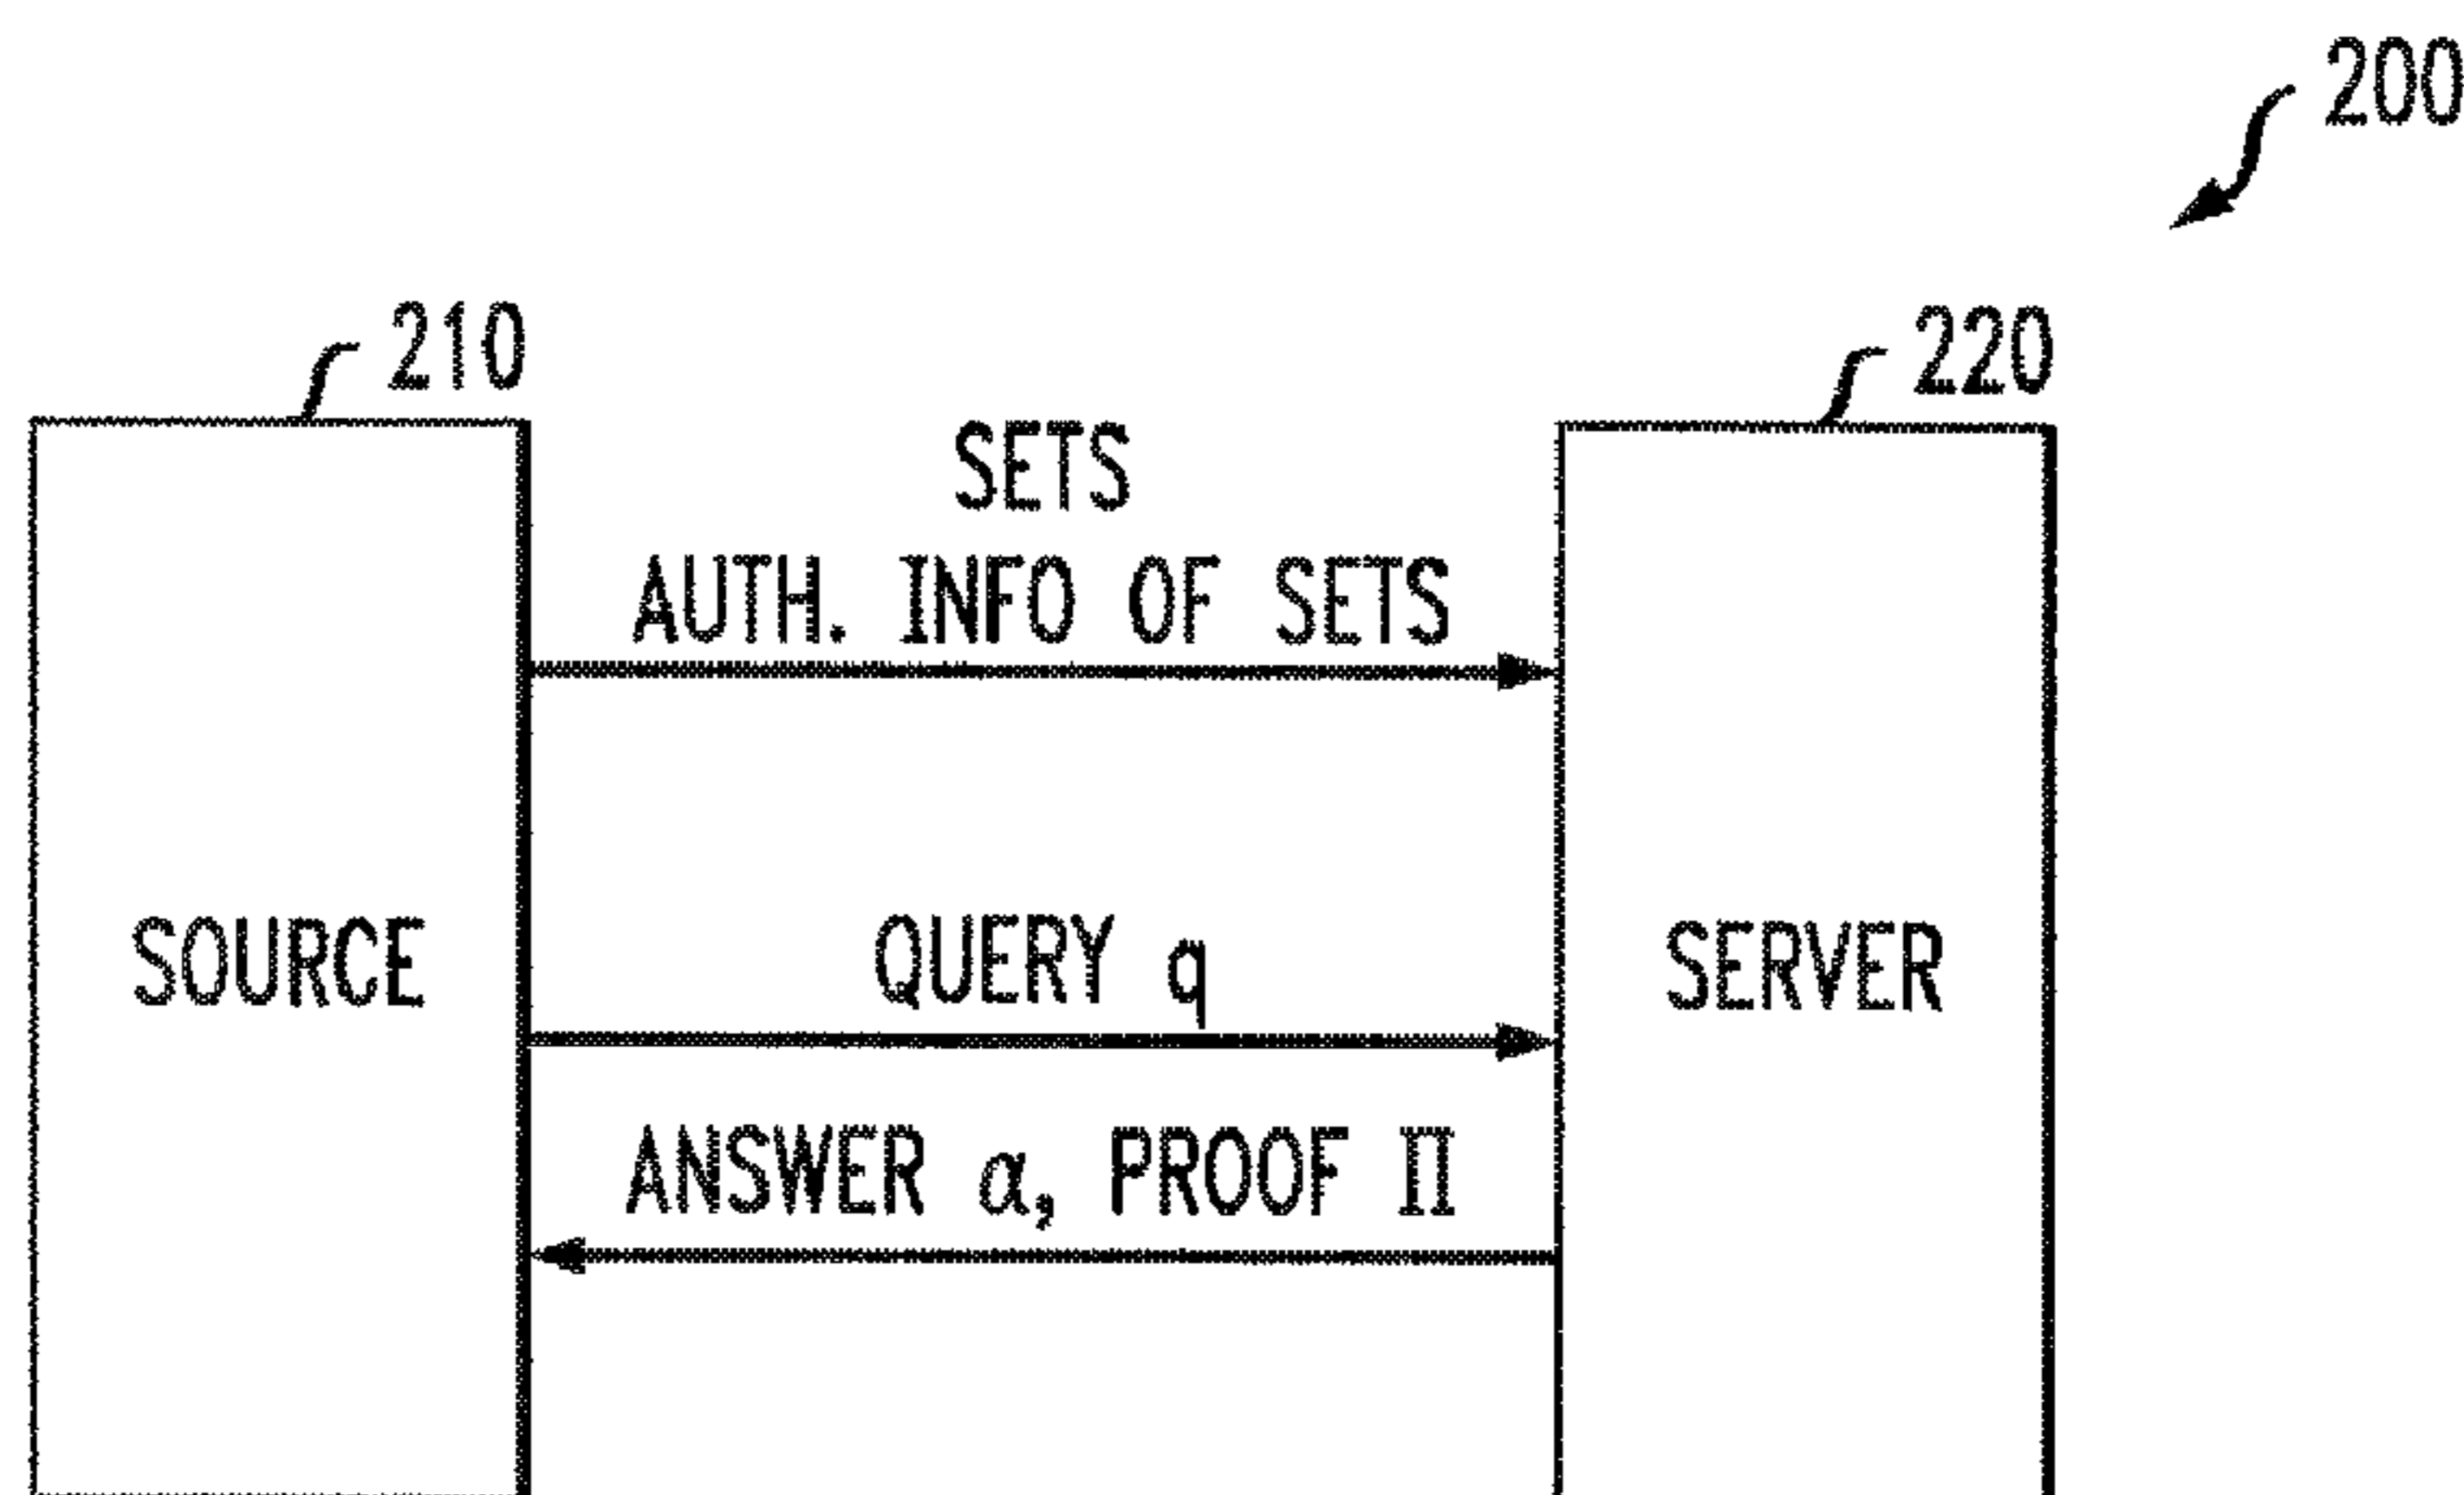 200
210
220
SETS
AUTH. INFO OF SETS
SOURCE
QUERY q
SERVER
ANSWER α, PROOF Π